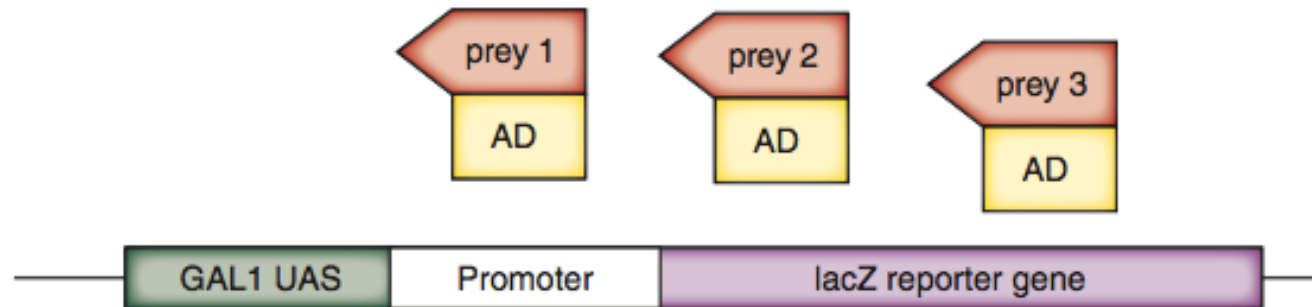 prey 1
prey 2
prey 3
AD
AD
AD
GAL1 UAS
Promoter
lacZ reporter gene